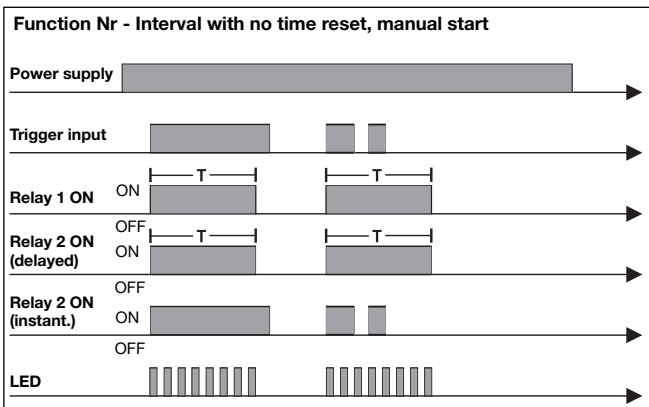 Function Nr - Interval with no time reset, manual start
Power supply
Trigger input
T T
Relay 1 ON ON
OFF
T T
Relay 2 ON
(delayed) ON
OFF
Relay 2 ON
(instant.) ON
OFF
LED